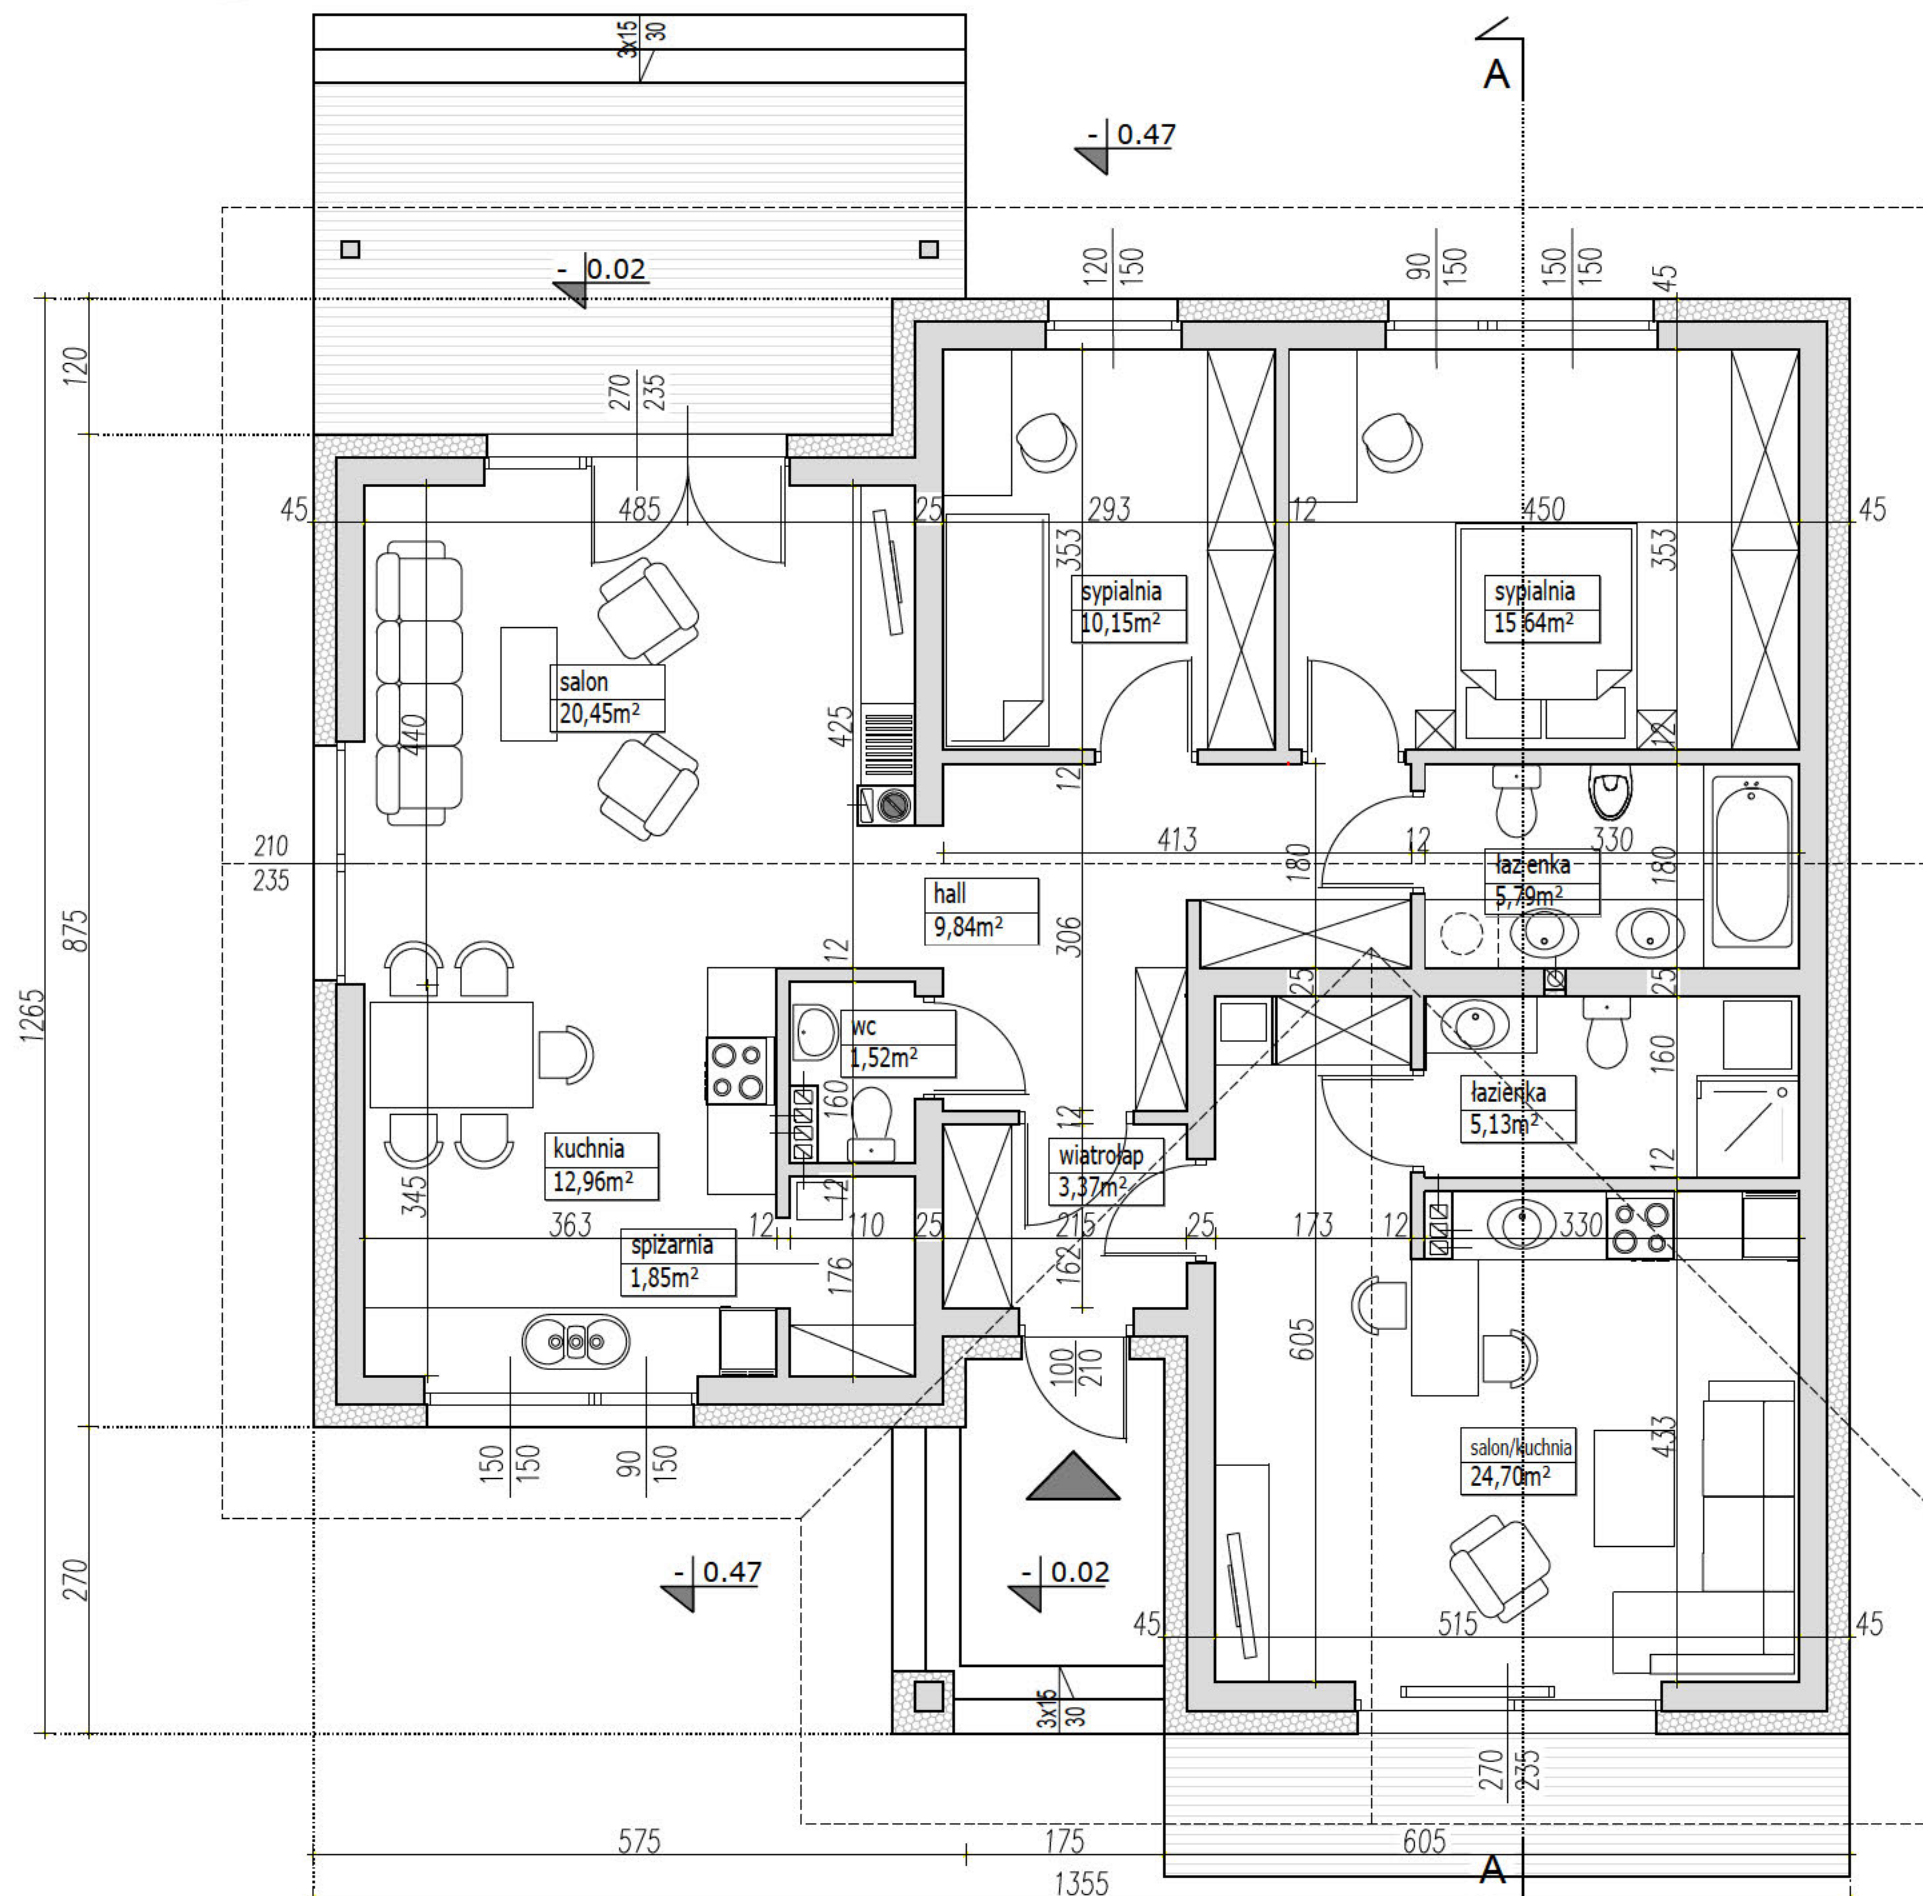 3x15
30
A
- 0.47
- 0.02
120
150
90
150
150
150
45
120
270
235
45
485
25
293
12
450
45
353
353
sypialnia
10,15m²
sypialnia
15 64m²
salon
20,45m²
440
425
12
12
210
235
413
12
330
180
180
łazienka
5,79m²
hall
9,84m²
875
306
12
25
25
1265
wc
1,52m²
160
160
łazienka
5,13m²
12
kuchnia
12,96m²
wiatrołap
3,37m²
345
12
12
363
12
110
25
215
25
173
12
330
spiżarnia
1,85m²
176
162
605
100
210
salon/kuchnia
24,70m²
433
150
150
90
150
270
- 0.47
- 0.02
45
515
45
3x15
30
270
235
575
175
605
A
1355